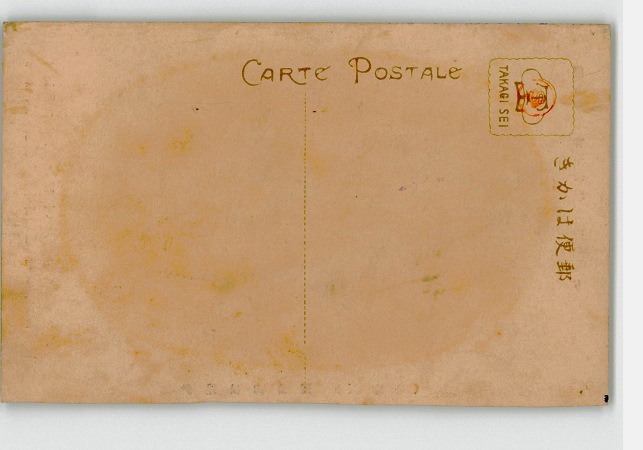 CARTE POSTALE
TAKAGI SEI
郵便はかき